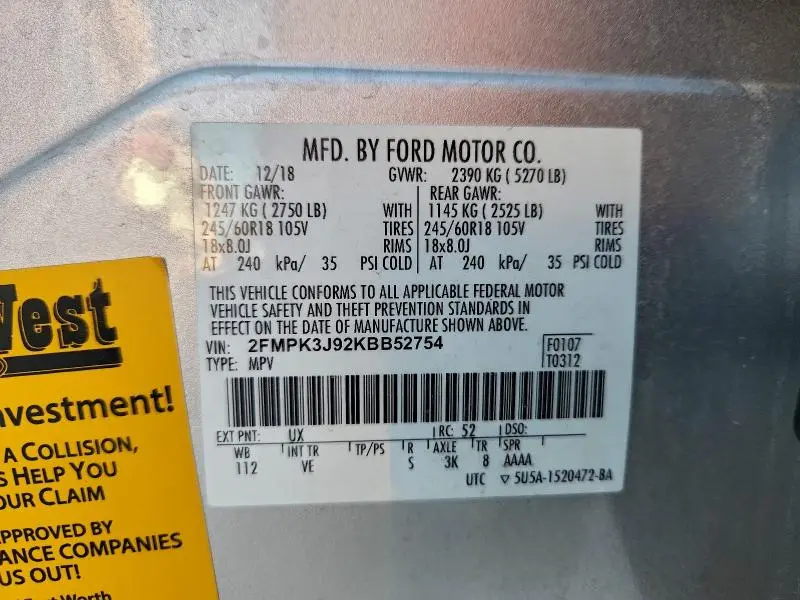 MFD. BY FORD MOTOR CO.
DATE: 12/18 GVWR: 2390 KG ( 5270 LB)
FRONT GAWR: REAR GAWR:
1247 KG ( 2750 LB) WITH 1145 KG ( 2525 LB) WITH
245/60R18 105V TIRES 245/60R18 105V TIRES
18x8.0J RIMS 18x8.0J RIMS
AT 240 kPa/ 35 PSI COLD AT 240 kPa/ 35 PSI COLD
THIS VEHICLE CONFORMS TO ALL APPLICABLE FEDERAL MOTOR
VEHICLE SAFETY AND THEFT PREVENTION STANDARDS IN
EFFECT ON THE DATE OF MANUFACTURE SHOWN ABOVE.
VIN: 2FMPK3J92KBB52754 F0107
TYPE: MPV T0312
EXT PNT: UX RC: 52 DSO:
WB INT TR TP/PS R AXLE TR SPR
112 VE S 3K 8 AAAA
UTC ▽ 5U5A-1520472-BA
West
nvestment!
A COLLISION,
S HELP YOU
OUR CLAIM
APPROVED BY
ANCE COMPANIES
US OUT!
Worth